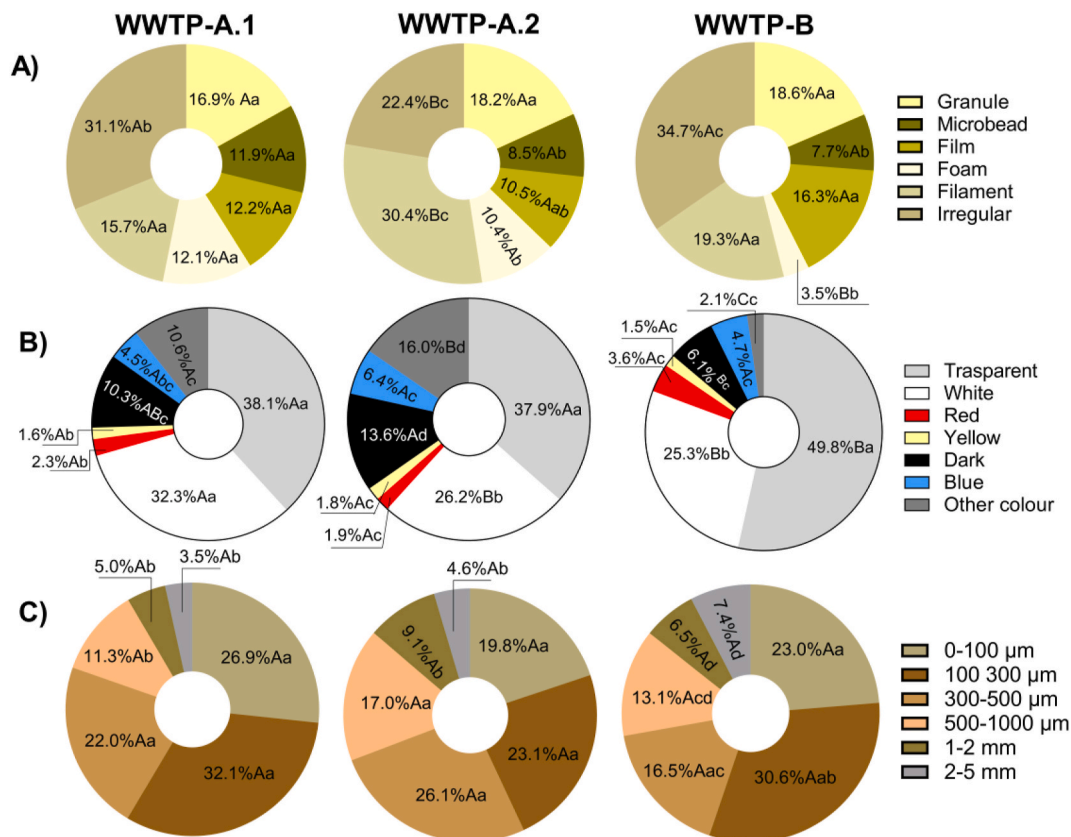 WWTP-A.1
WWTP-A.2
WWTP-B
A)
16.9% Aa
11.9%Aa
12.2%Aa
12.1%Aa
15.7%Aa
31.1%Ab
18.2%Aa
8.5%Ab
10.5%Aab
10.4%Ab
30.4%Bc
22.4%Bc
18.6%Aa
7.7%Ab
16.3%Aa
3.5%Bb
19.3%Aa
34.7%Ac
Granule
Microbead
Film
Foam
Filament
Irregular
B)
38.1%Aa
32.3%Aa
2.3%Ab
1.6%Ab
10.3%ABc
4.5%Abc
10.6%Ac
37.9%Aa
26.2%Bb
1.9%Ac
1.8%Ac
13.6%Ad
6.4%Ac
16.0%Bd
49.8%Ba
25.3%Bb
3.6%Ac
1.5%Ac
6.1%Bc
4.7%Ac
2.1%Cc
Trasparent
White
Red
Yellow
Dark
Blue
Other colour
C)
26.9%Aa
32.1%Aa
22.0%Aa
11.3%Ab
5.0%Ab
3.5%Ab
19.8%Aa
23.1%Aa
26.1%Aa
17.0%Aa
9.1%Ab
4.6%Ab
23.0%Aa
30.6%Aab
16.5%Aac
13.1%Acd
6.5%Ad
7.4%Ad
0-100 µm
100 300 µm
300-500 µm
500-1000 µm
1-2 mm
2-5 mm